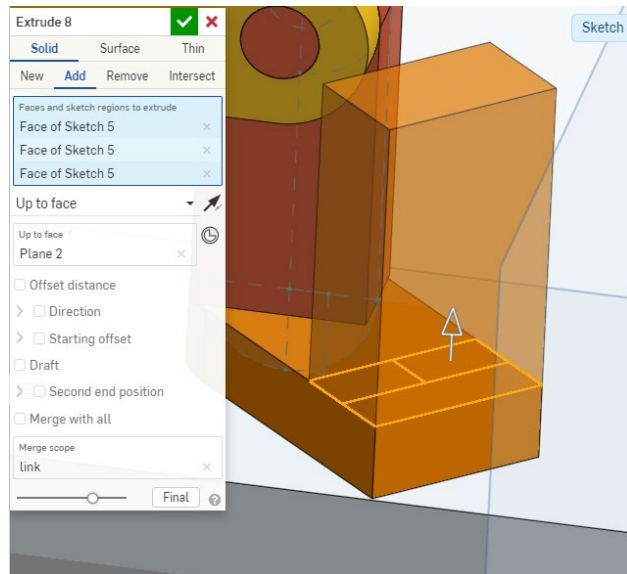 Extrude 8
Sketch
Solid Surface Thin
New Add Remove Intersect
Faces and sketch regions to extrude
Face of Sketch 5
Face of Sketch 5
Face of Sketch 5
Up to face
Up to face
Plane 2
Offset distance
Direction
Starting offset
Draft
Second end position
Merge with all
Merge scope
link
Final